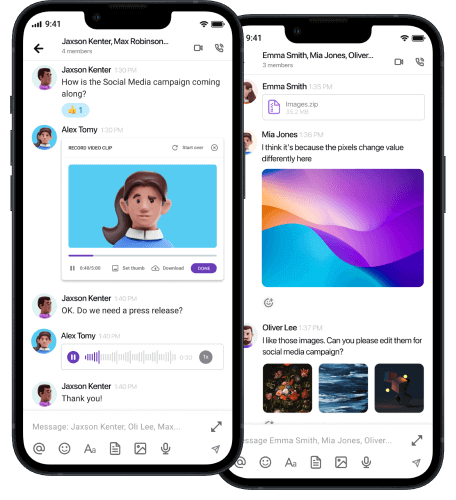 9:41
Jaxson Kenter, Max Robinson...
4 members
Jaxson Kenter 1:30 PM
How is the Social Media campaign coming
along?
👍 1
Alex Tomy 1:30 PM
RECORD VIDEO CLIP
Start over
0:40/5:00
Set thumb
Download
DONE
Jaxson Kenter 1:40 PM
OK. Do we need a press release?
Alex Tomy 1:40 PM
0:30
1x
Jaxson Kenter 1:40 PM
Thank you!
Message: Jaxson Kenter, Oli Lee, Max...
Aa
9:41
Emma Smith, Mia Jones, Oliver...
3 members
Emma Smith 1:35 PM
Images.zip
35.2 MB
Mia Jones 1:36 PM
I think it's because the pixels change value
differently here
Oliver Lee 1:37 PM
I like those images. Can you please edit them for
social media campaign?
essage Emma Smith, Mia Jones, Oliver...
Aa